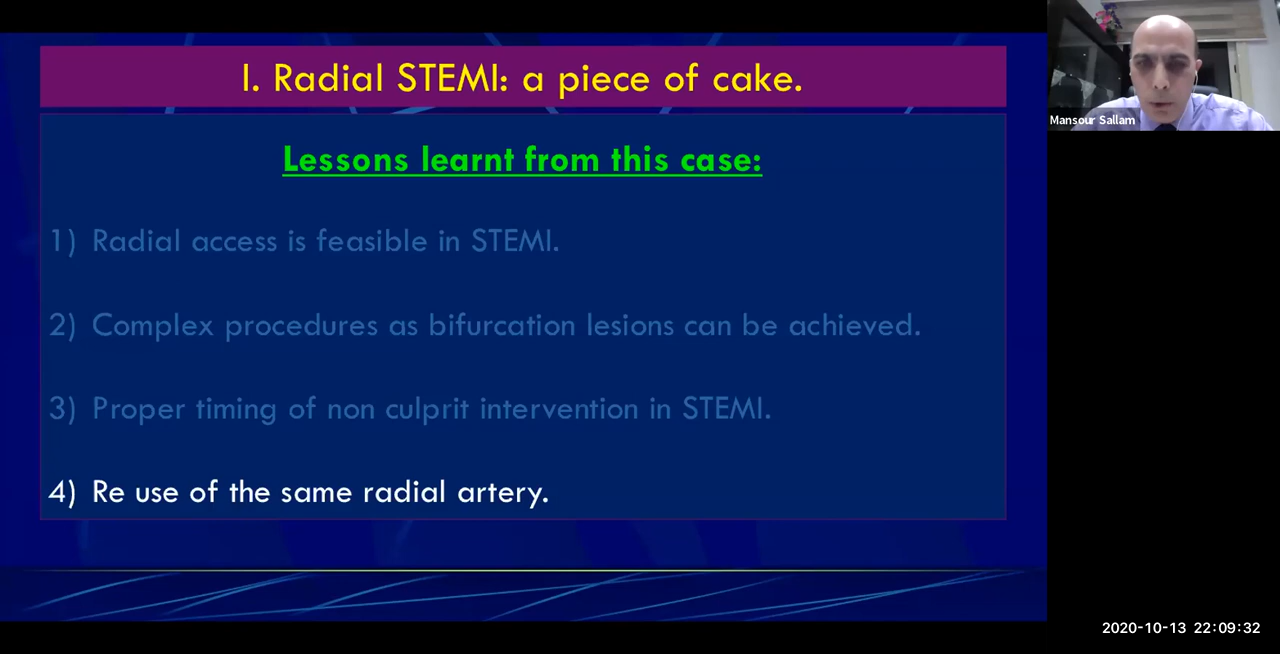 I. Radial STEMI: a piece of cake.
Lessons learnt from this case:
1) Radial access is feasible in STEMI.
2) Complex procedures as bifurcation lesions can be achieved.
3) Proper timing of non culprit intervention in STEMI.
4) Re use of the same radial artery.
Mansour Sallam
2020-10-13 22:09:32